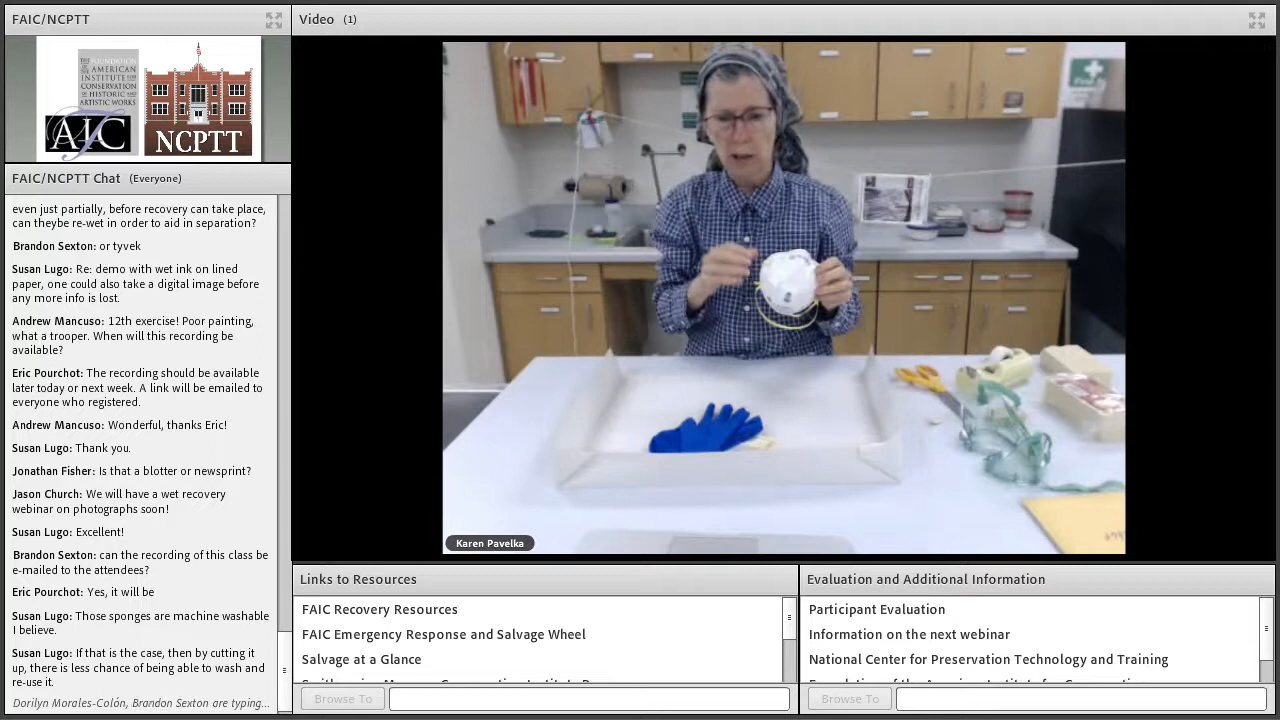 FAIC/NCPTT
THE FOUNDATION
OF THE
AMERICAN
INSTITUTE FOR
CONSERVATION
OF HISTORIC AND
ARTISTIC WORKS
AIC
NCPTT
FAIC/NCPTT Chat (Everyone)
even just partially, before recovery can take place,
can theybe re-wet in order to aid in separation?
Brandon Sexton: or tyvek
Susan Lugo: Re: demo with wet ink on lined
paper, one could also take a digital image before
any more info is lost.
Andrew Mancuso: 12th exercise! Poor painting,
what a trooper. When will this recording be
available?
Eric Pourchot: The recording should be available
later today or next week. A link will be emailed to
everyone who registered.
Andrew Mancuso: Wonderful, thanks Eric!
Susan Lugo: Thank you.
Jonathan Fisher: Is that a blotter or newsprint?
Jason Church: We will have a wet recovery
webinar on photographs soon!
Susan Lugo: Excellent!
Brandon Sexton: can the recording of this class be
e-mailed to the attendees?
Eric Pourchot: Yes, it will be
Susan Lugo: Those sponges are machine washable
I believe.
Susan Lugo: If that is the case, then by cutting it
up, there is less chance of being able to wash and
re-use it.
Dorilyn Morales-Colón, Brandon Sexton are typing...
Video (1)
Karen Pavelka
Links to Resources
FAIC Recovery Resources
FAIC Emergency Response and Salvage Wheel
Salvage at a Glance
Browse To
Evaluation and Additional Information
Participant Evaluation
Information on the next webinar
National Center for Preservation Technology and Training
Browse To